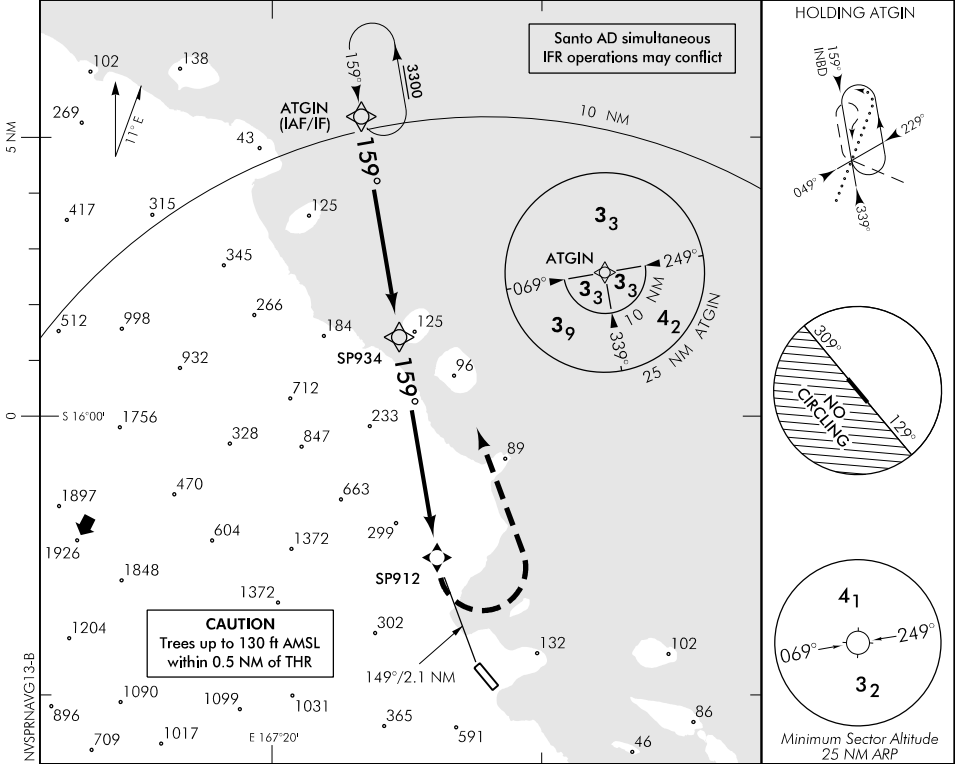 Santo AD simultaneous
IFR operations may conflict
HOLDING ATGIN
102
138
159°
3300
159°
INBD
ATGIN
(IAF/IF)
10 NM
269
11°E
43
5 NM
159°
229°
049°
339°
417
315
125
345
3₃
ATGIN
249°
069°
3₃
3₃
10 NM
3₉
4₂
339°
25 NM ATGIN
266
512
998
184
125
SP934
309°
932
96
159°
712
NO
CIRCLING
129°
0
S 16°00'
1756
233
328
847
89
470
663
1897
299
604
1926
1372
SP912
1848
1372
4₁
249°
069°
3₂
CAUTION
Trees up to 130 ft AMSL
within 0.5 NM of THR
1204
302
132
102
149°/2.1 NM
1090
1099
1031
896
365
86
591
709
1017
E 167°20'
46
Minimum Sector Altitude
25 NM ARP
NVSPRNAVG13-B